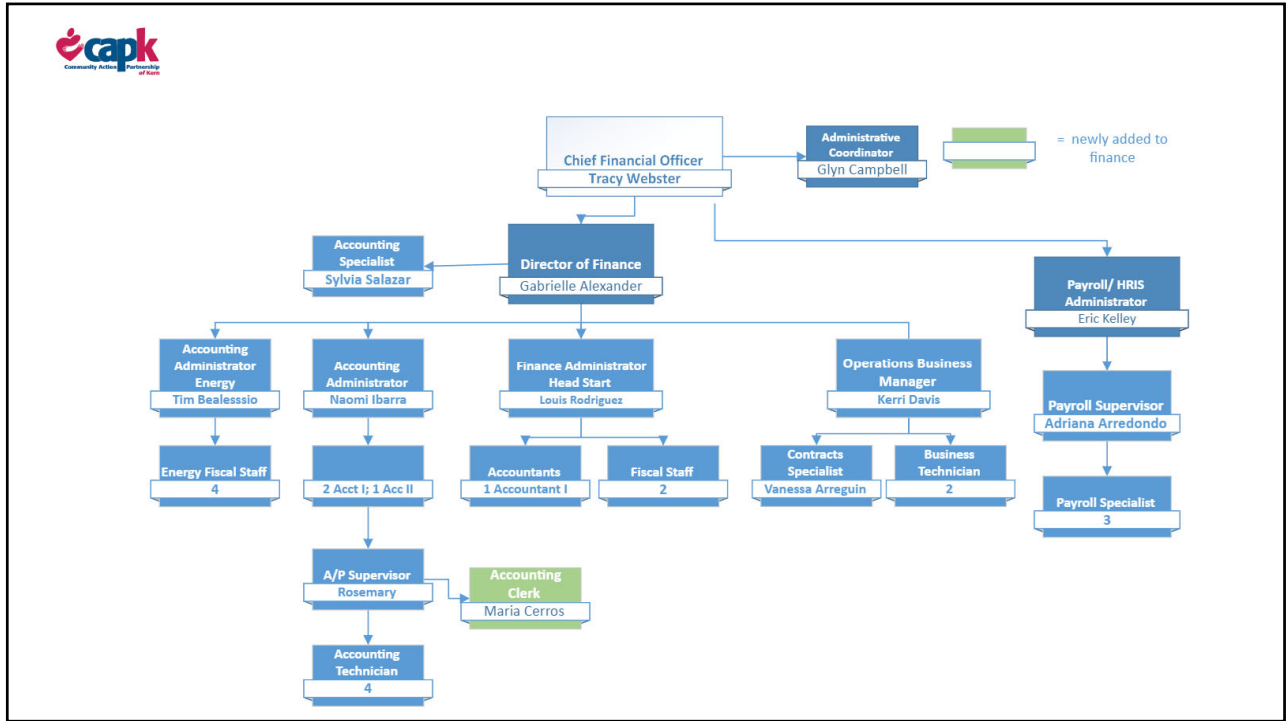 capk
Community Action Partnership
of Kern
Chief Financial Officer
Tracy Webster
Administrative
Coordinator
Glyn Campbell
= newly added to
finance
Accounting
Specialist
Sylvia Salazar
Director of Finance
Gabrielle Alexander
Payroll/ HRIS
Administrator
Eric Kelley
Accounting
Administrator
Energy
Tim Bealesssio
Accounting
Administrator
Naomi Ibarra
Finance Administrator
Head Start
Louis Rodriguez
Operations Business
Manager
Kerri Davis
Payroll Supervisor
Adriana Arredondo
Energy Fiscal Staff
4
2 Acct I; 1 Acc II
Accountants
1 Accountant I
Fiscal Staff
2
Contracts
Specialist
Vanessa Arreguin
Business
Technician
2
Payroll Specialist
3
A/P Supervisor
Rosemary
Accounting
Clerk
Maria Cerros
Accounting
Technician
4